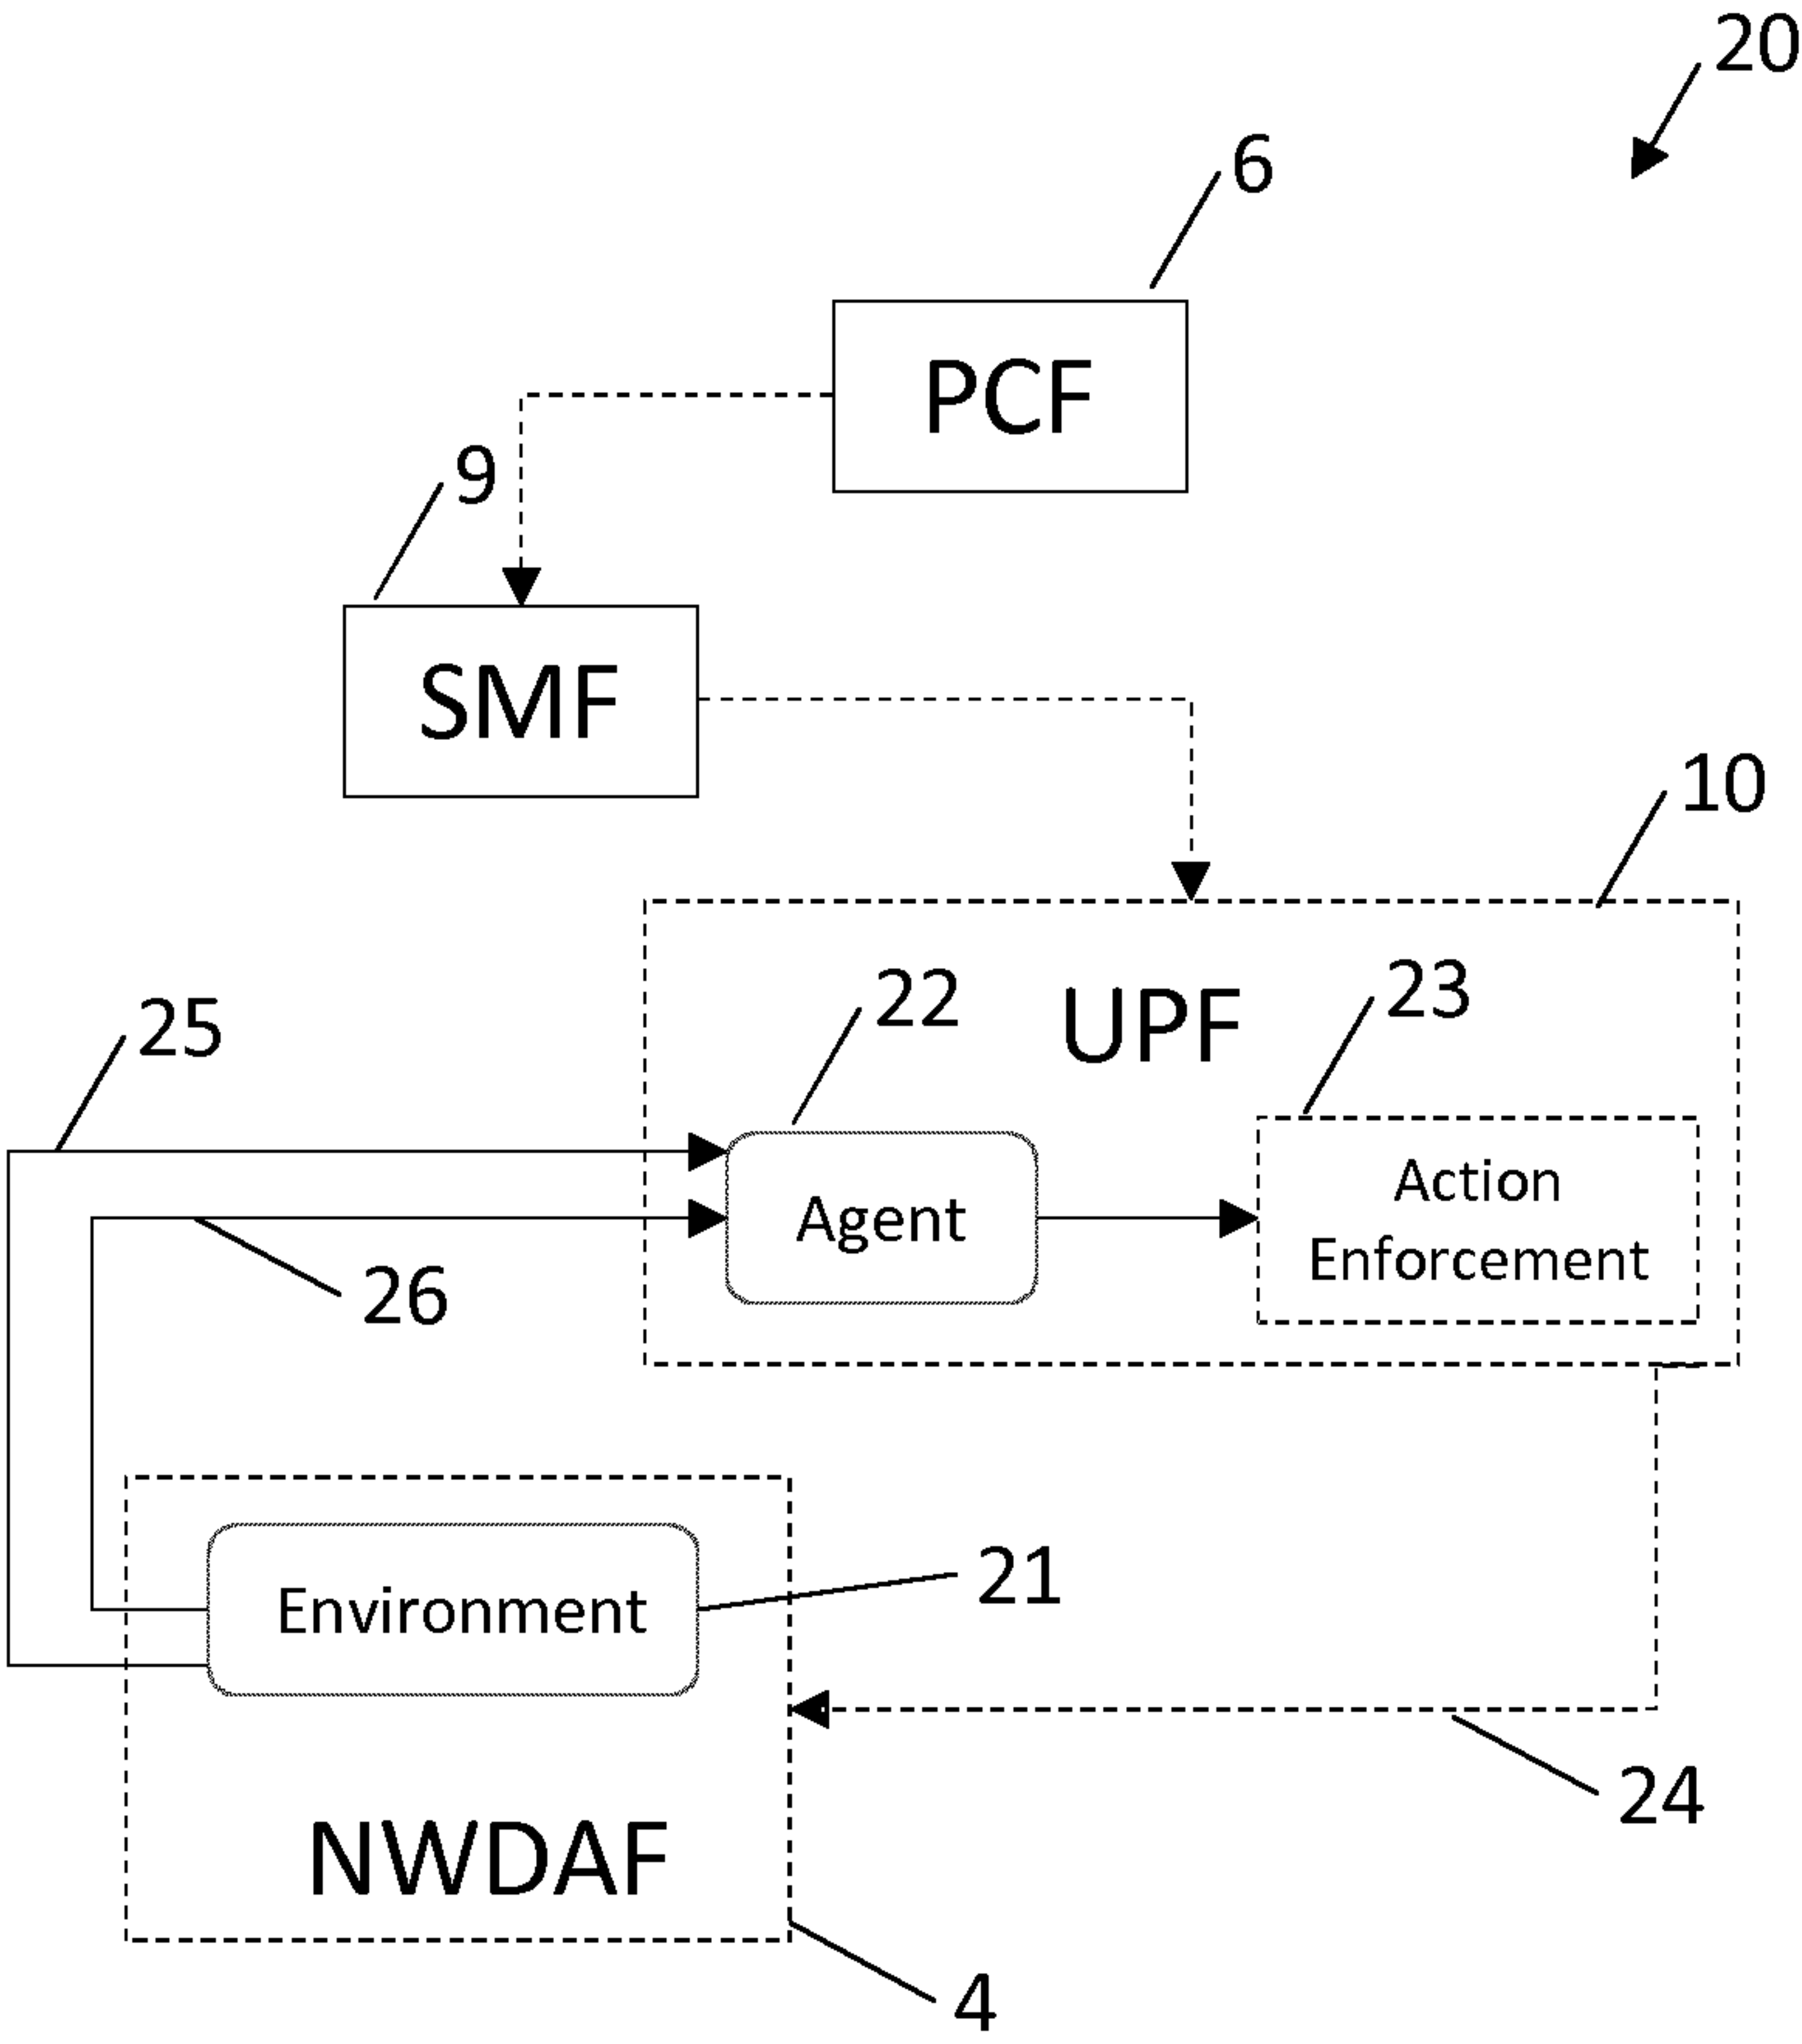 20
6
PCF
9
SMF
10
22
23
UPF
25
Action
Agent
Enforcement
26
21
Environment
24
NWDAF
4